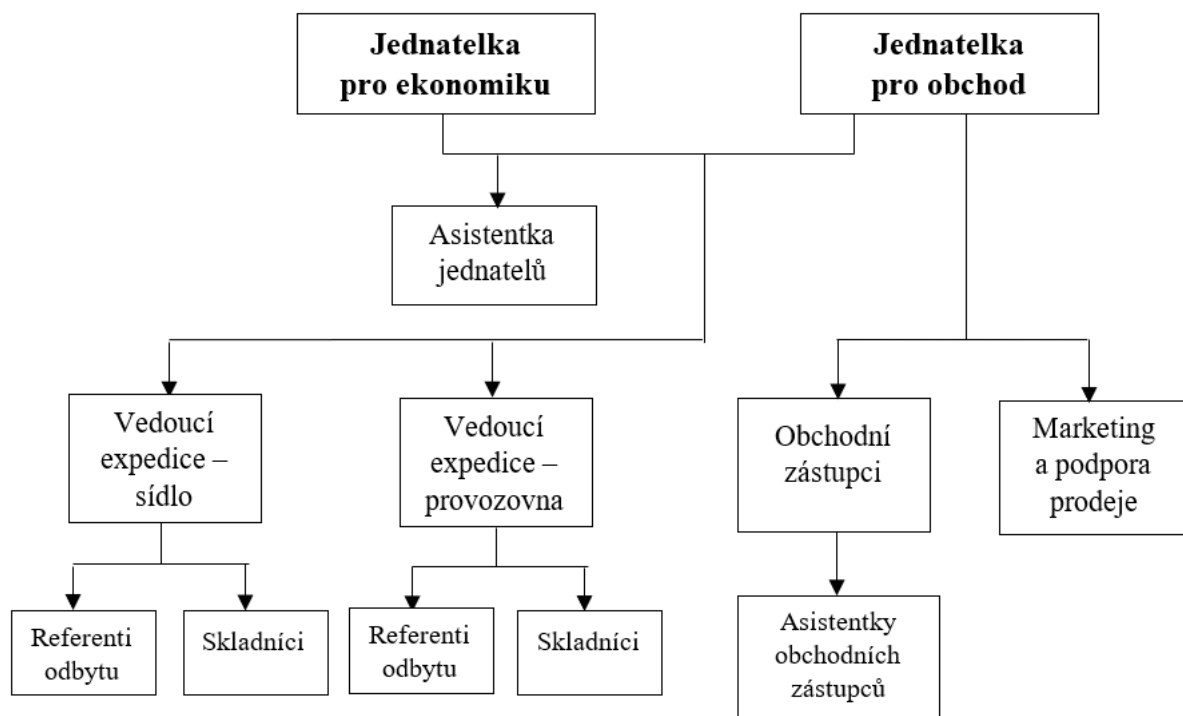 Jednatelka
pro ekonomiku
Jednatelka
pro obchod
Asistentka
jednatelů
Vedoucí
expedice –
sídlo
Vedoucí
expedice –
provozovna
Obchodní
zástupci
Marketing
a podpora
prodeje
Referenti
odbytu
Skladníci
Referenti
odbytu
Skladníci
Asistentky
obchodních
zástupců